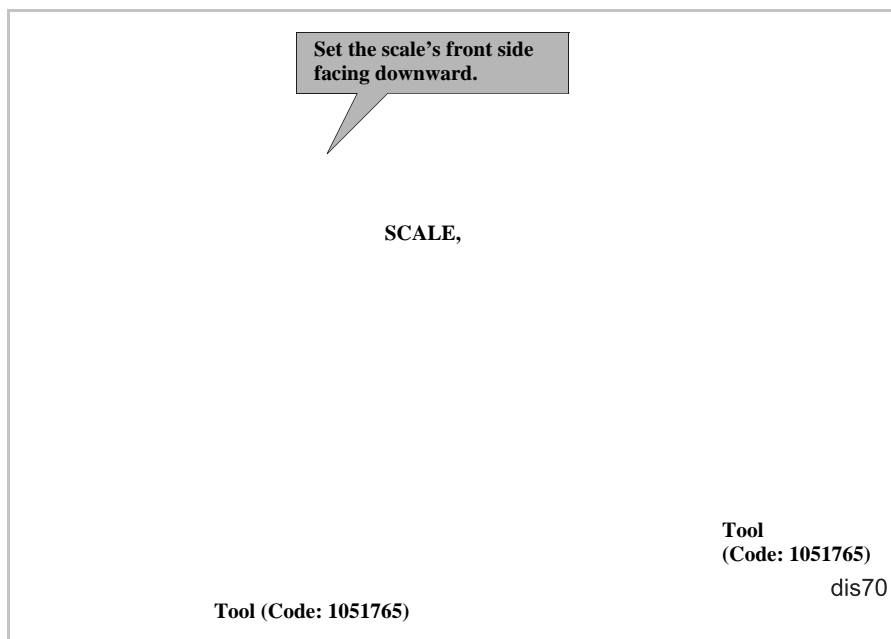 Set the scale's front side
facing downward.
SCALE,
Tool
(Code: 1051765)
dis70
Tool (Code: 1051765)